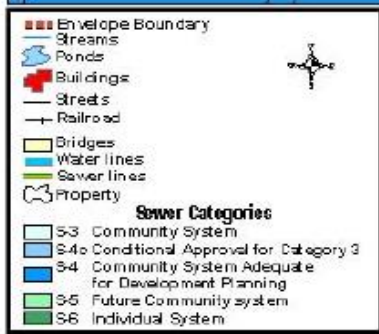 Envelope Boundary
Streams
Ponds
Buildings
Streets
Railroad
Bridges
Water lines
Sewer lines
Property
Sewer Categories
S-3 Community System
S-4c Conditional Approval for Category 3
S-4 Community System Adequate
for Development Planning
S-5 Future Community system
S-6 Individual System